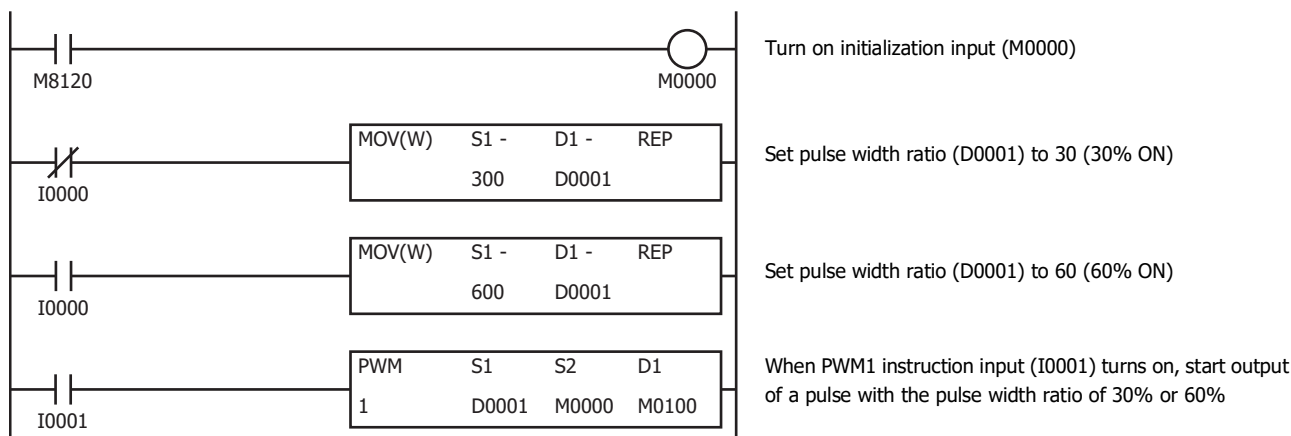 M8120
M0000
Turn on initialization input (M0000)
MOV(W) S1 - D1 - REP
300 D0001
I0000
Set pulse width ratio (D0001) to 30 (30% ON)
MOV(W) S1 - D1 - REP
600 D0001
I0000
Set pulse width ratio (D0001) to 60 (60% ON)
PWM S1 S2 D1
1 D0001 M0000 M0100
I0001
When PWM1 instruction input (I0001) turns on, start output
of a pulse with the pulse width ratio of 30% or 60%